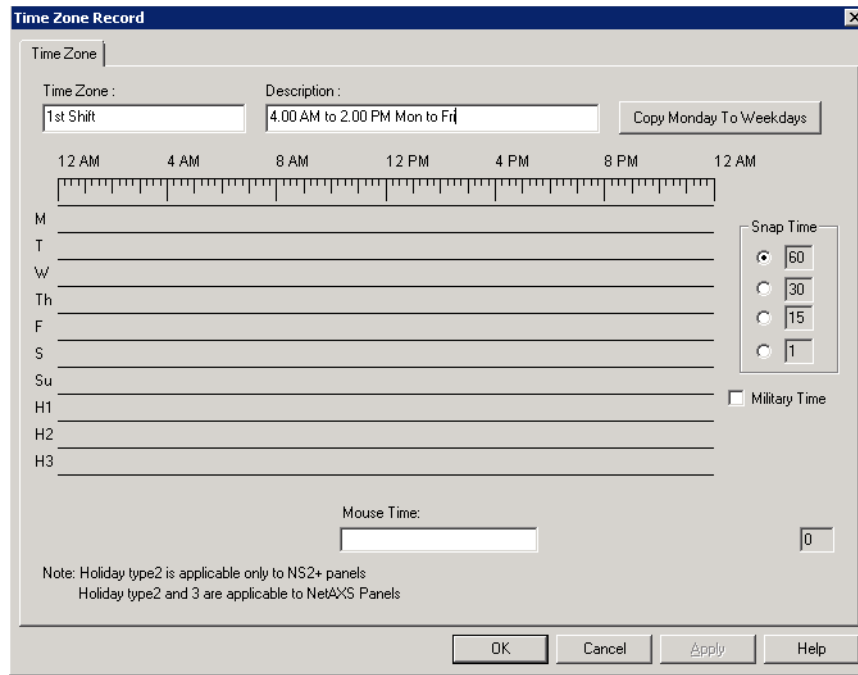 Time Zone Record
Time Zone
Time Zone :
Description :
1st Shift
4.00 AM to 2.00 PM Mon to Fri
Copy Monday To Weekdays
12 AM 4 AM 8 AM 12 PM 4 PM 8 PM 12 AM
M
T
W
Th
F
S
Su
H1
H2
H3
Snap Time
60
30
15
1
Military Time
Mouse Time:
0
Note: Holiday type2 is applicable only to NS2+ panels
Holiday type2 and 3 are applicable to NetAXS Panels
OK
Cancel
Apply
Help